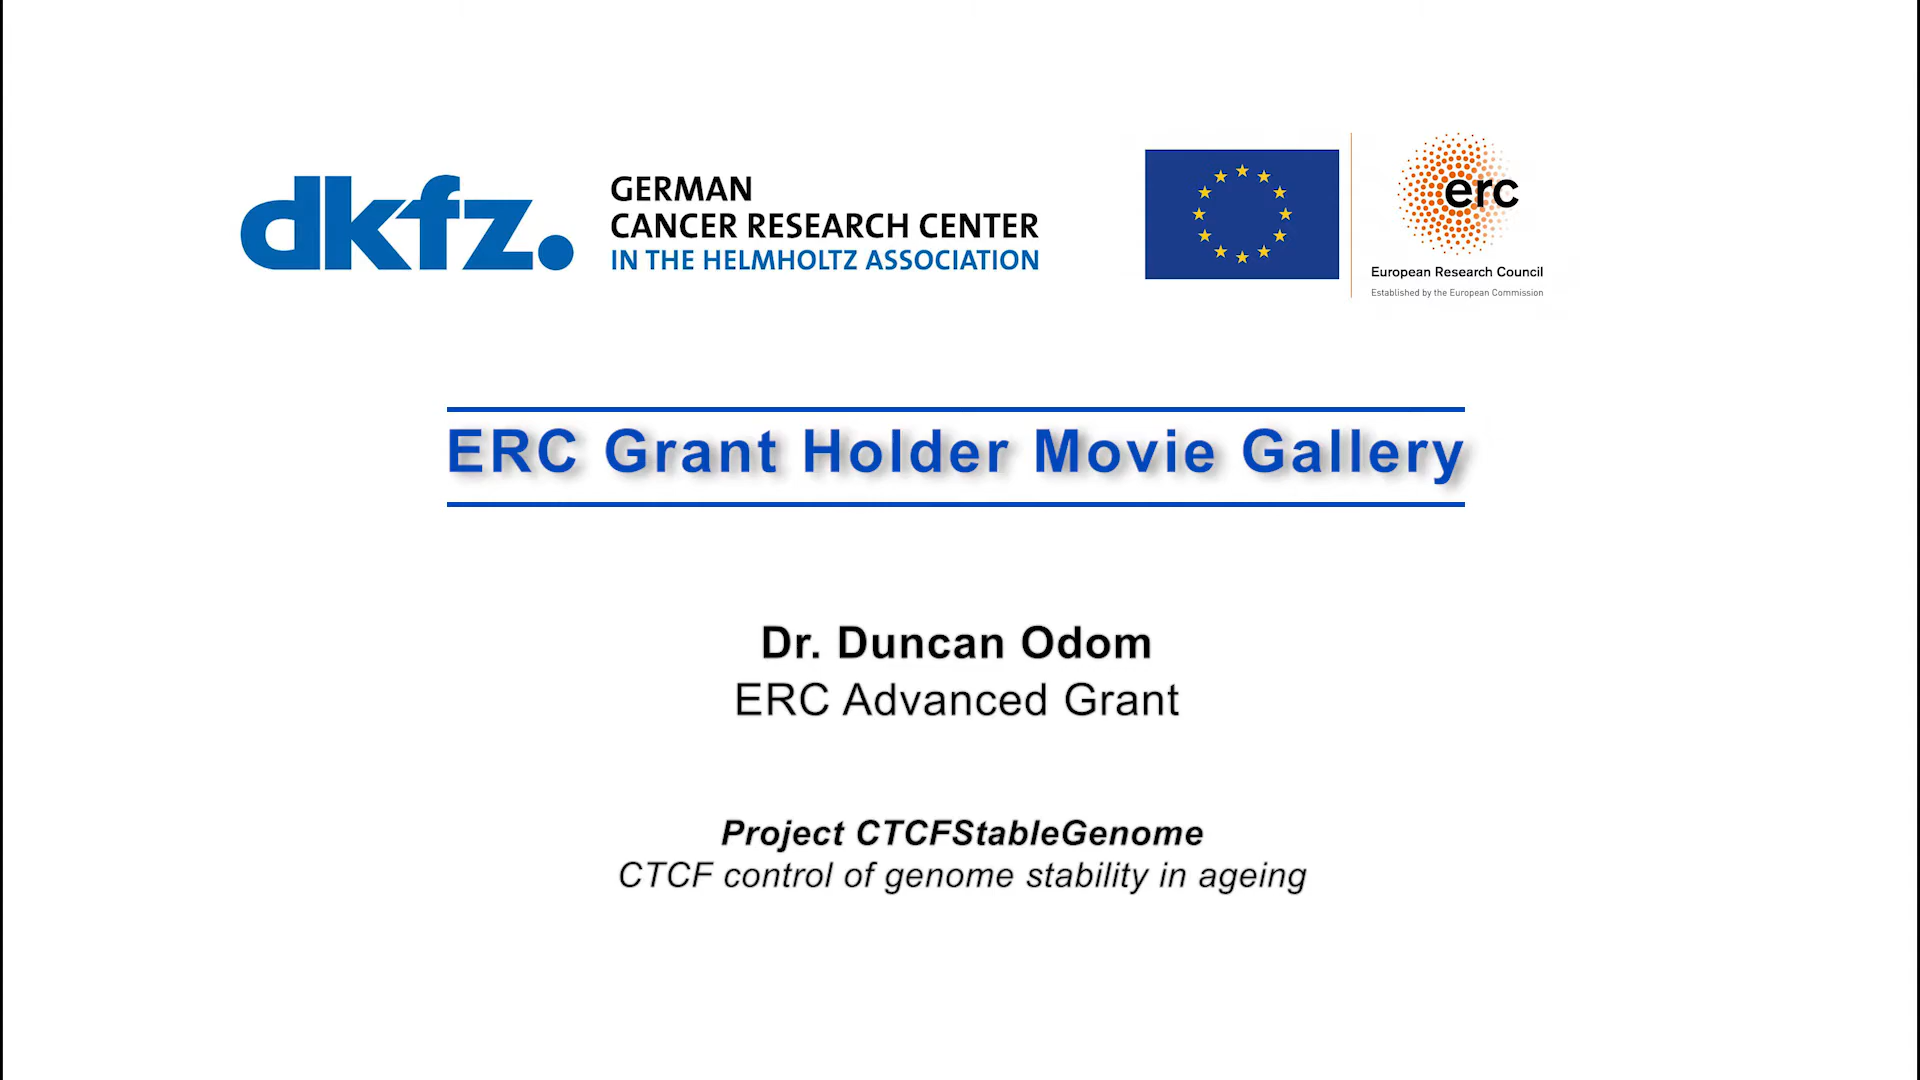 dkfz.
GERMAN
CANCER RESEARCH CENTER
IN THE HELMHOLTZ ASSOCIATION
erc
European Research Council
Established by the European Commission
ERC Grant Holder Movie Gallery
Dr. Duncan Odom
ERC Advanced Grant
Project CTCFStableGenome
CTCF control of genome stability in ageing